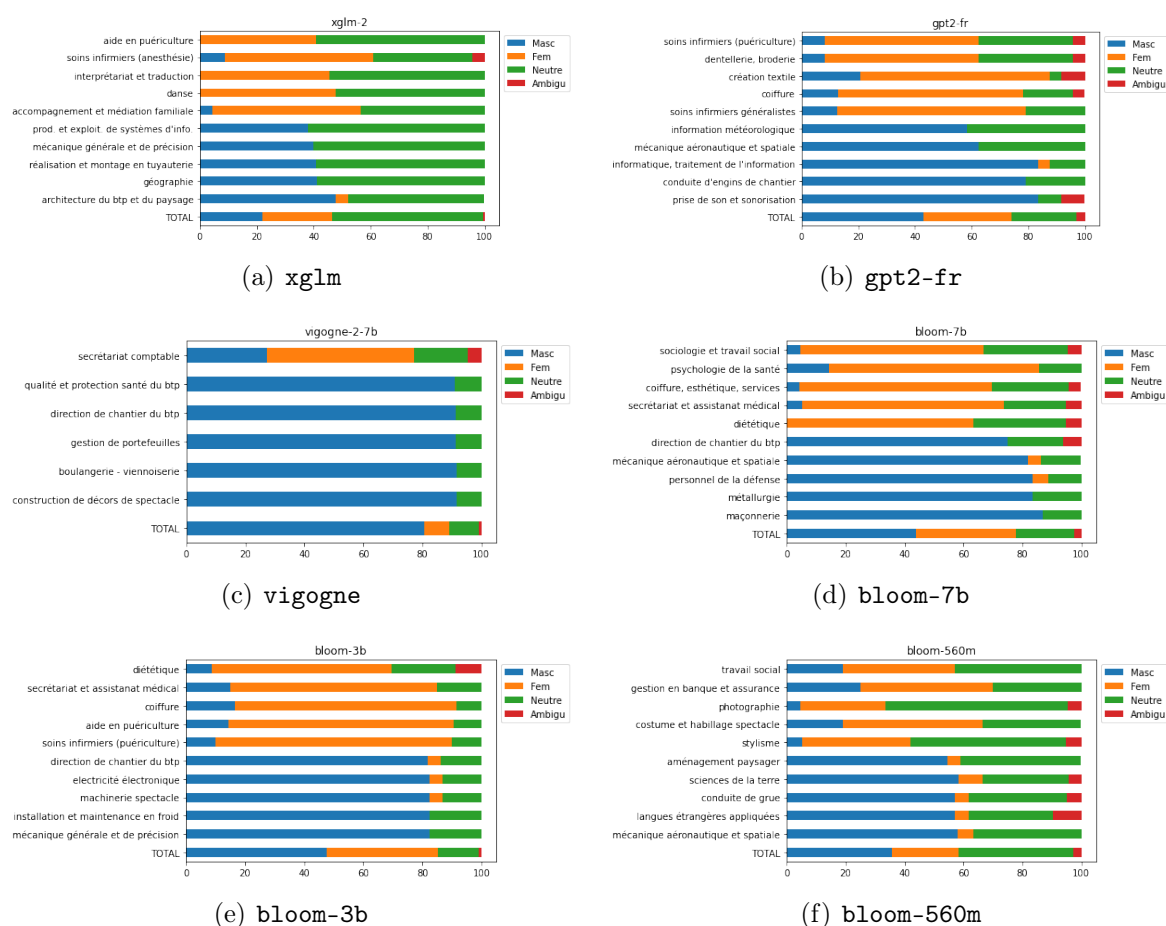 xglm-2
aide en puériculture
soins infirmiers (anesthésie)
interprétariat et traduction
danse
accompagnement et médiation familiale
prod. et exploit. de systèmes d'info.
mécanique générale et de précision
réalisation et montage en tuyauterie
géographie
architecture du btp et du paysage
TOTAL
0 20 40 60 80 100
Masc
Fem
Neutre
Ambigu
(a) xglm
gpt2-fr
soins infirmiers (puériculture)
dentellerie, broderie
création textile
coiffure
soins infirmiers généralistes
information météorologique
mécanique aéronautique et spatiale
informatique, traitement de l'information
conduite d'engins de chantier
prise de son et sonorisation
TOTAL
0 20 40 60 80 100
Masc
Fem
Neutre
Ambigu
(b) gpt2-fr
vigogne-2-7b
secrétariat comptable
qualité et protection santé du btp
direction de chantier du btp
gestion de portefeuilles
boulangerie - viennoiserie
construction de décors de spectacle
TOTAL
0 20 40 60 80 100
Masc
Fem
Neutre
Ambigu
(c) vigogne
bloom-7b
sociologie et travail social
psychologie de la santé
coiffure, esthétique, services
secrétariat et assistanat médical
diététique
direction de chantier du btp
mécanique aéronautique et spatiale
personnel de la défense
métallurgie
maçonnerie
TOTAL
0 20 40 60 80 100
Masc
Fem
Neutre
Ambigu
(d) bloom-7b
bloom-3b
diététique
secrétariat et assistanat médical
coiffure
aide en puériculture
soins infirmiers (puériculture)
direction de chantier du btp
electricité électronique
machinerie spectacle
installation et maintenance en froid
mécanique générale et de précision
TOTAL
0 20 40 60 80 100
Masc
Fem
Neutre
Ambigu
(e) bloom-3b
bloom-560m
travail social
gestion en banque et assurance
photographie
costume et habillage spectacle
stylisme
aménagement paysager
sciences de la terre
conduite de grue
langues étrangères appliquées
mécanique aéronautique et spatiale
TOTAL
0 20 40 60 80 100
Masc
Fem
Neutre
Ambigu
(f) bloom-560m